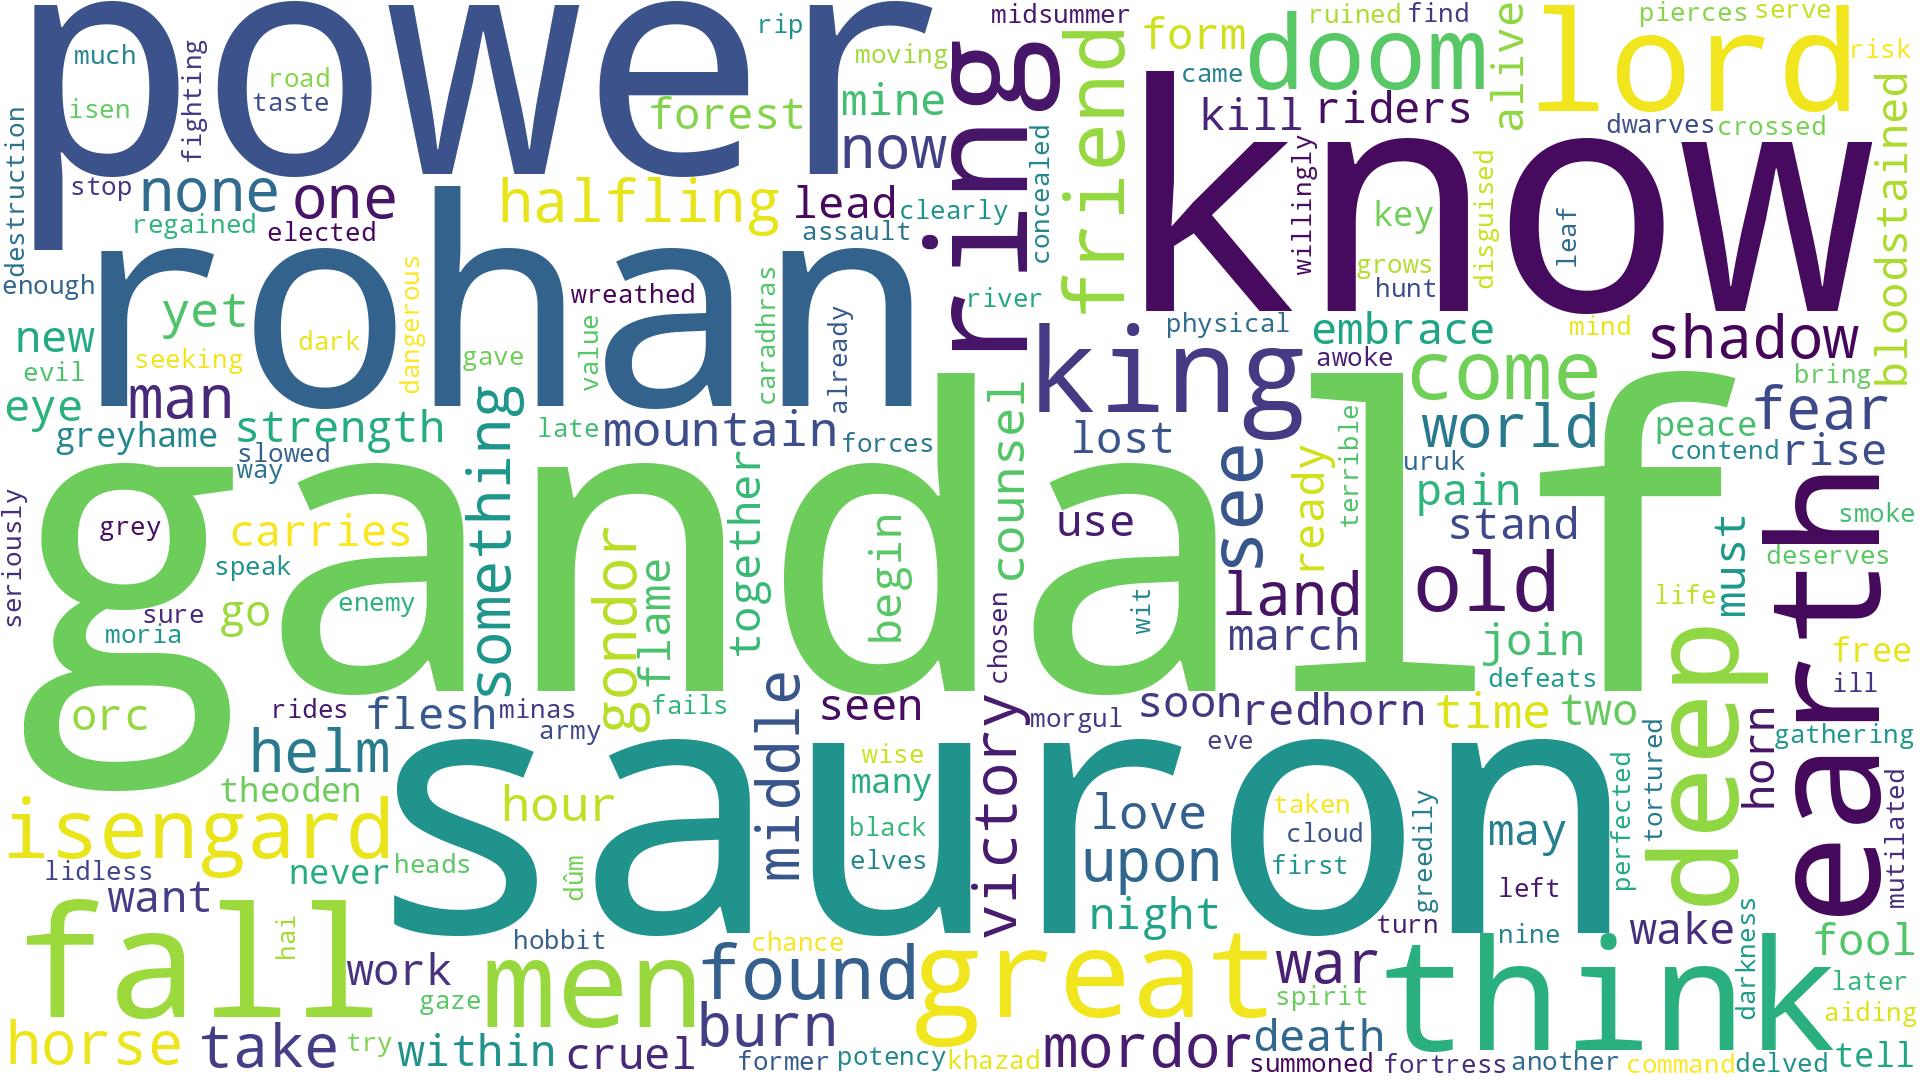 power
know
rohan
gandalf
sauron
much
road
taste
isen
fighting
rip
moving
forest
mine
now
midsummer
ring
friend
form
came
doom
kill
riders
ruined
find
alive
lord
pierces
serve
risk
dwarves
crossed
bloodstained
destruction
stop
none
one
regained
elected
halfling
lead
clearly
assault
concealed
willingly
key
grows
hunt
disguised
leaf
enough
yet
new
seeking
evil
dark
dangerous
gave
wreathed
value
caradhras
already
river
physical
embrace
awoke
mind
shadow
king
come
bring
eye
man
greyhame
strength
slowed
way
something
late
mountain
forces
counsel
lost
see
ready
terrible
world
uruk
pain
peace
fear
contend
rise
earth
seriously
grey
carries
speak
sure
moria
go
enemy
gondor
flame
together
begin
use
chosen
wit
land
march
stand
old
join
defeats
must
smoke
deserves
life
free
ill
deep
orc
rides
flesh
minas
army
fails
middle
seen
victory
morgul
soon
redhorn
eve
time
two
tortured
horn
gathering
helm
theoden
isengard
hour
wise
many
black
elves
love
upon
night
taken
cloud
first
greedily
may
left
perfected
mutilated
lidless
want
never
heads
dûm
fall
hai
work
hobbit
gaze
men
chance
found
great
turn
war
spirit
nine
think
wake
darkness
fool
later
aiding
horse
take
try
within
cruel
burn
former
potency
khazad
mordor
death
summoned
fortress
another
command
delved
tell